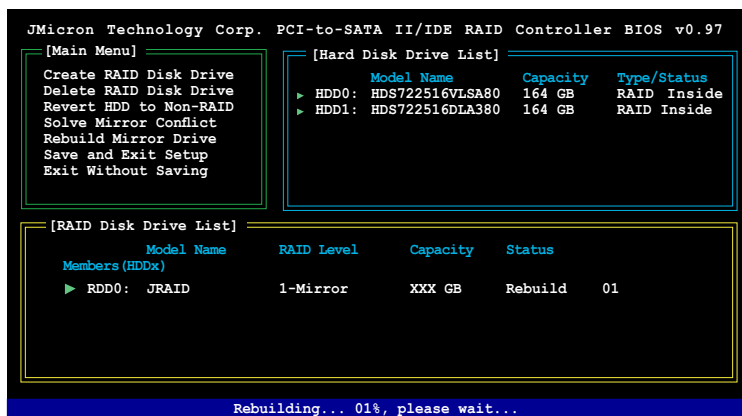 JMicron Technology Corp. PCI-to-SATA II/IDE RAID Controller BIOS v0.97
[Main Menu]
Create RAID Disk Drive
Delete RAID Disk Drive
Revert HDD to Non-RAID
Solve Mirror Conflict
Rebuild Mirror Drive
Save and Exit Setup
Exit Without Saving
[Hard Disk Drive List]
Model Name Capacity Type/Status
HDD0: HDS722516VLSA80 164 GB RAID Inside
HDD1: HDS722516DLA380 164 GB RAID Inside
[RAID Disk Drive List]
Model Name RAID Level Capacity Status
Members(HDDx)
RDD0: JRAID 1-Mirror XXX GB Rebuild 01
Rebuilding... 01%, please wait...